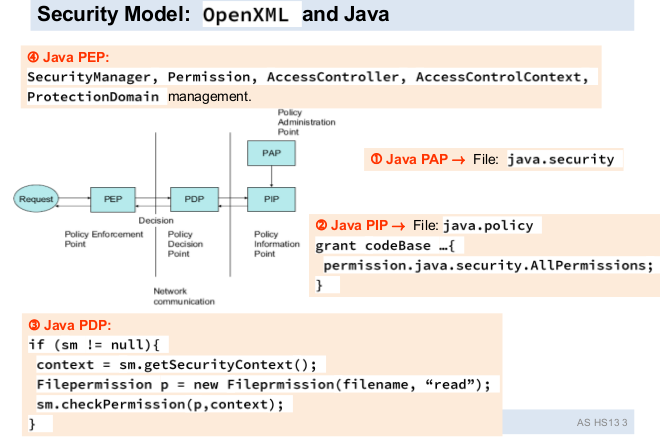 Security Model: OpenXML and Java
④ Java PEP:
SecurityManager, Permission, AccessController, AccessControlContext,
ProtectionDomain management.
Policy
Administration
Point
PAP
① Java PAP → File: java.security
Request
PEP
PDP
PIP
Decision
Policy Enforcement
Point
Policy
Decision
Point
Policy
Information
Point
Network
communication
② Java PIP → File: java.policy
grant codeBase …{
permission.java.security.AllPermissions;
}
③ Java PDP:
if (sm != null){
context = sm.getSecurityContext();
Filepermission p = new Fileprmission(filename, “read”);
sm.checkPermission(p,context);
}
AS HS13 3